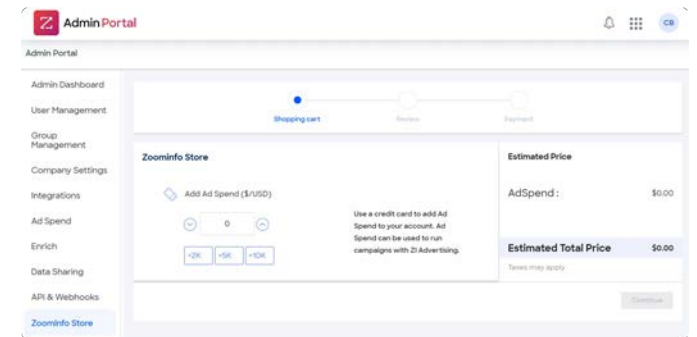 Z Admin Portal
CB
Admin Portal
Admin Dashboard
User Management
Group
Management
Company Settings
Integrations
Ad Spend
Enrich
Data Sharing
API & Webhooks
ZoomInfo Store
Shopping cart
Review
Payment
Zoominfo Store
Add Ad Spend ($/USD)
0
+2K
+5K
+10K
Use a credit card to add Ad
Spend to your account. Ad
Spend can be used to run
campaigns with ZI Advertising.
Estimated Price
AdSpend : $0.00
Estimated Total Price $0.00
Taxes may apply
Continue